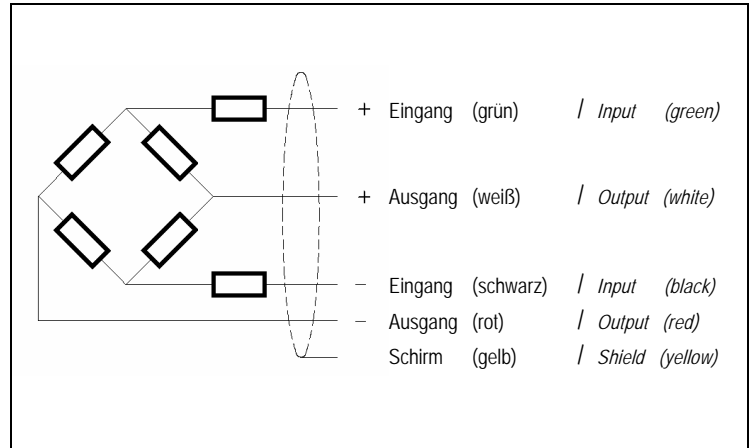 + Eingang (grün) / Input (green)
+ Ausgang (weiß) / Output (white)
– Eingang (schwarz) / Input (black)
– Ausgang (rot) / Output (red)
Schirm (gelb) / Shield (yellow)